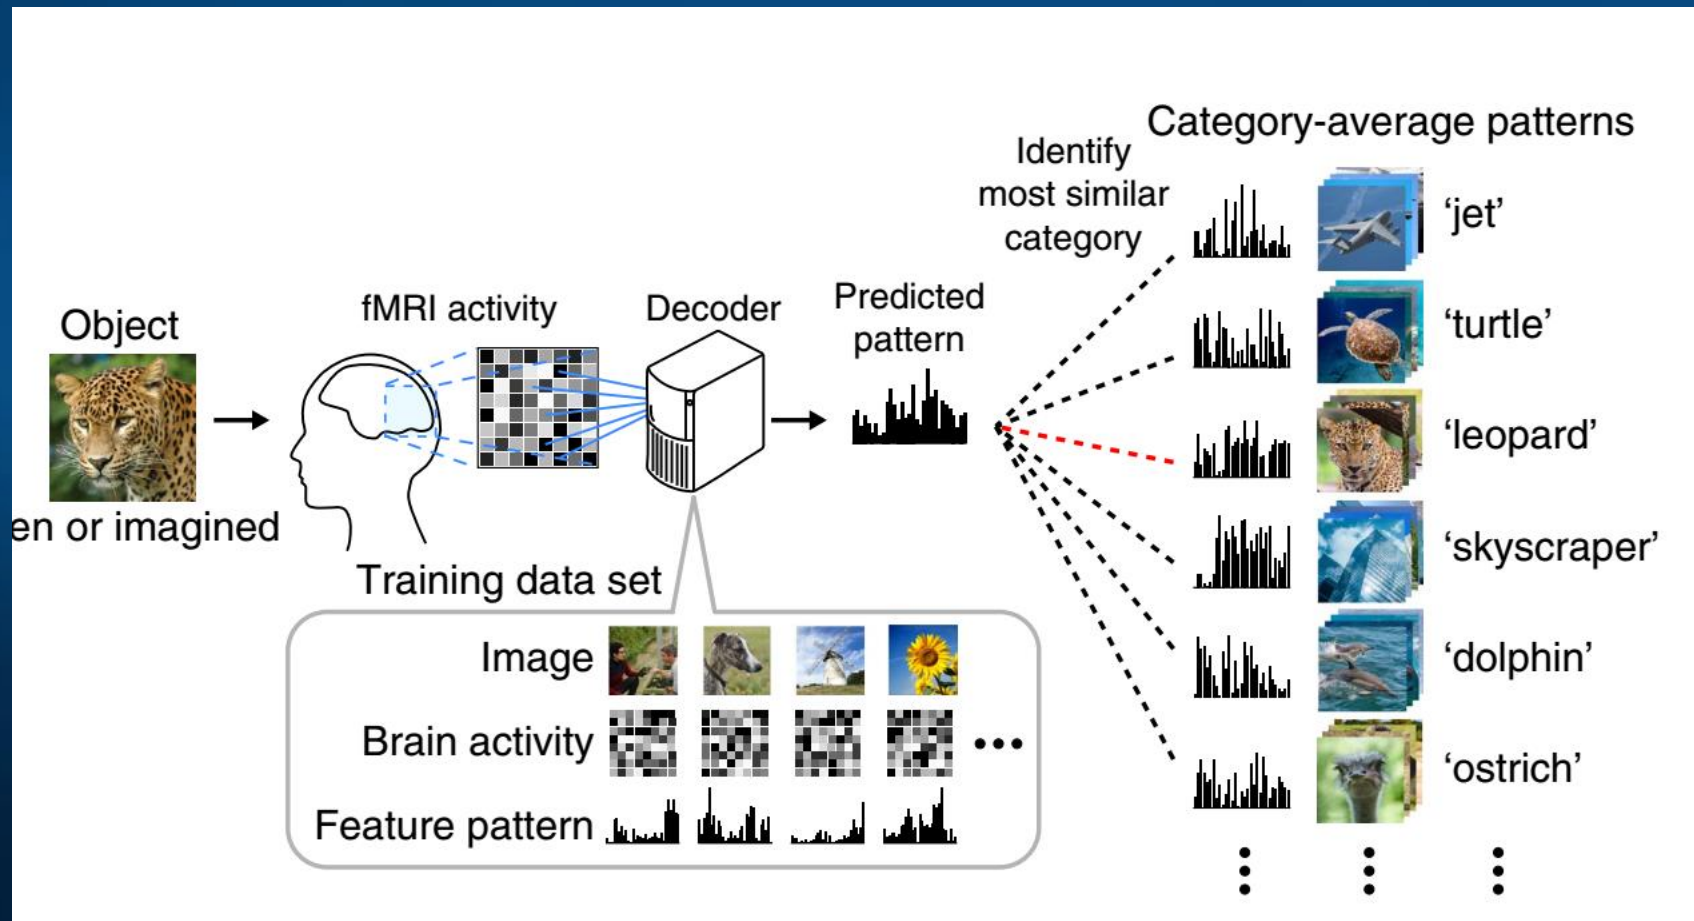 Category-average patterns
Identify
most similar
category
'jet'
'turtle'
'leopard'
'skyscraper'
'dolphin'
'ostrich'
Object
en or imagined
fMRI activity
Decoder
Predicted
pattern
Training data set
Image
Brain activity
Feature pattern